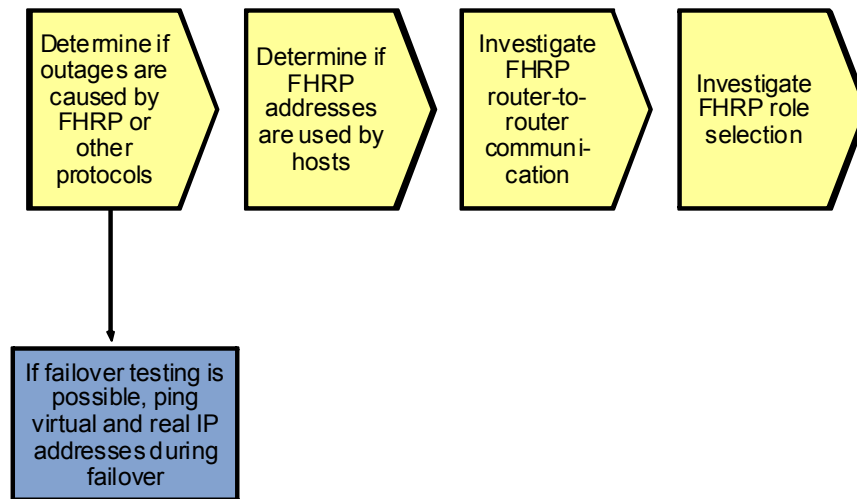 Determine if
outages are
caused by
FHRP or
other
protocols
Determine if
FHRP
addresses
are used by
hosts
Investigate
FHRP
router-to-
router
communi-
cation
Investigate
FHRP role
selection
If failover testing is
possible, ping
virtual and real IP
addresses during
failover